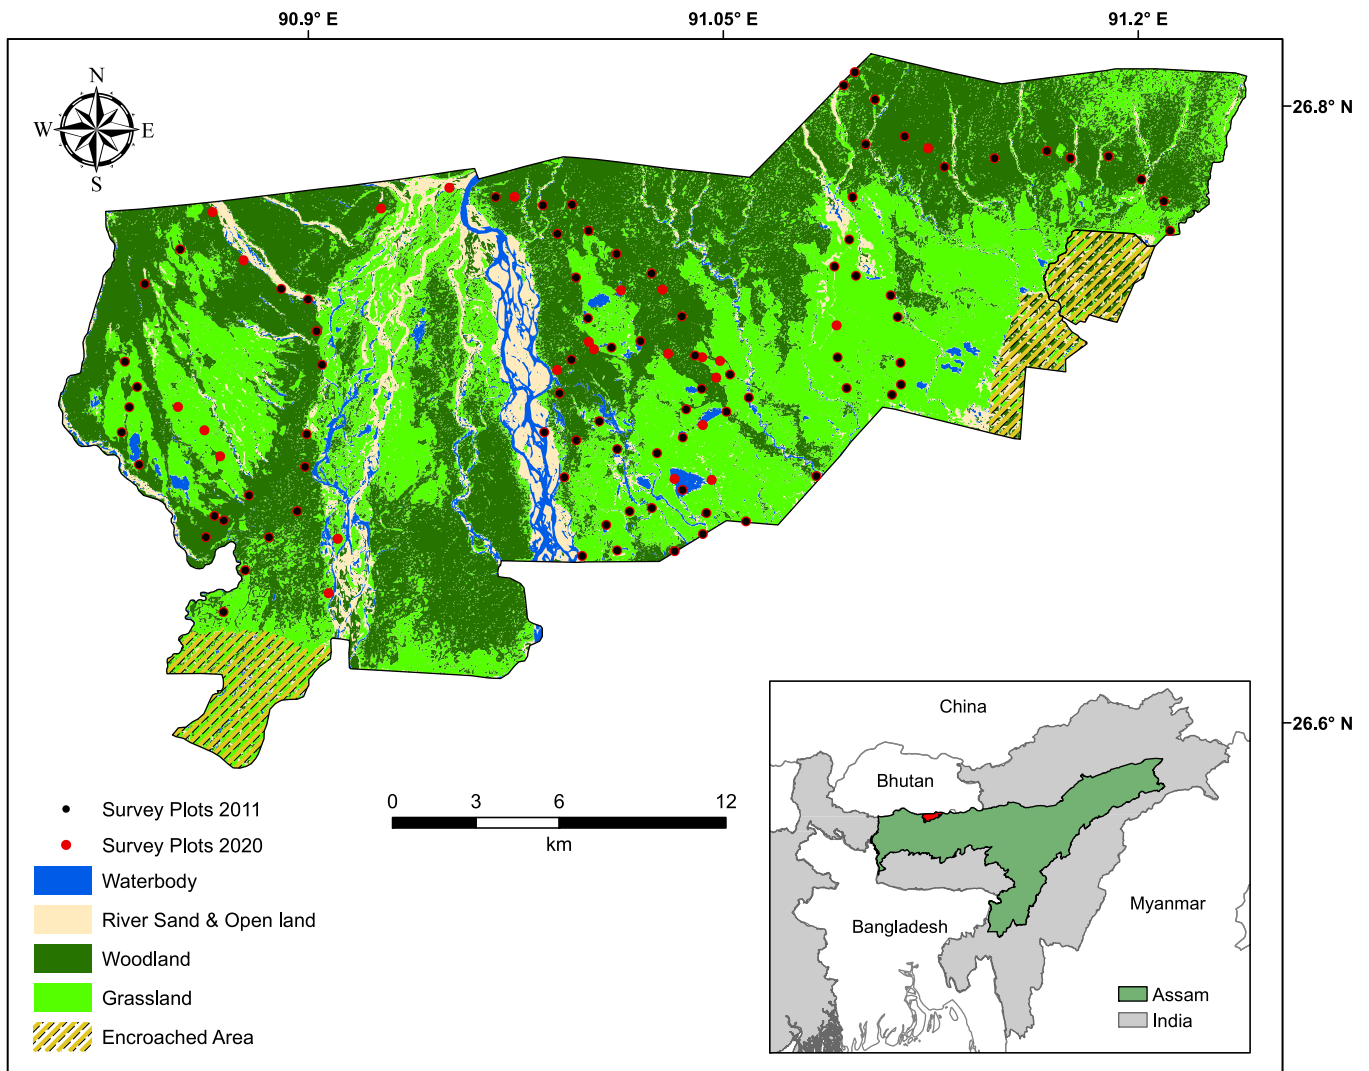 90.9° E
91.05° E
91.2° E
26.8° N
N
W
E
S
26.6° N
Survey Plots 2011
Survey Plots 2020
Waterbody
River Sand & Open land
Woodland
Grassland
Encroached Area
0
3
6
12
km
China
Bhutan
Bangladesh
Myanmar
Assam
India